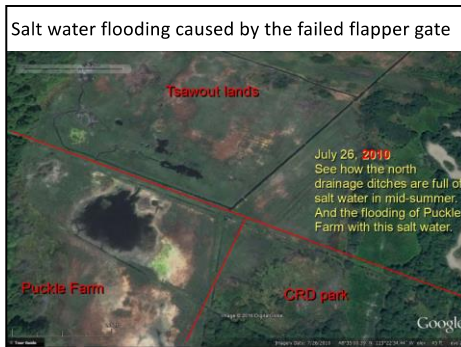 Salt water flooding caused by the failed flapper gate
Tsawout lands
July 26, 2010
See how the north
drainage ditches are full of
salt water in mid-summer.
And the flooding of Puckle
Farm with this salt water.
Puckle Farm
CRD park
Google